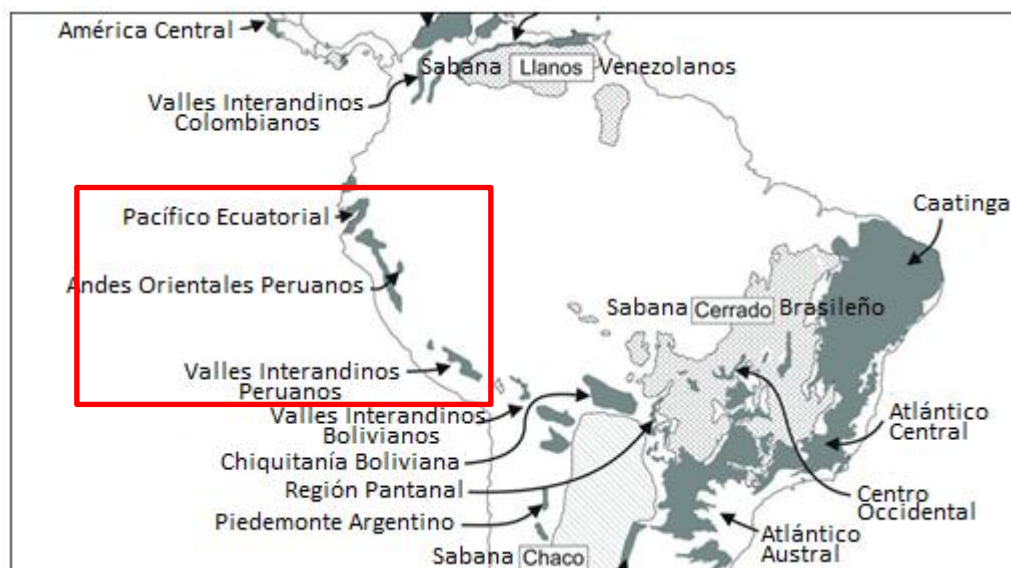 América Central
Sabana Llanos Venezolanos
Valles Interandinos
Colombianos
Pacífico Ecuatorial
Caatinga
Andes Orientales Peruanos
Sabana Cerrado Brasileño
Valles Interandinos
Peruanos
Valles Interandinos
Bolivianos
Atlántico
Central
Chiquitanía Boliviana
Región Pantanal
Centro
Occidental
Piedemonte Argentino
Atlántico
Austral
Sabana Chaco